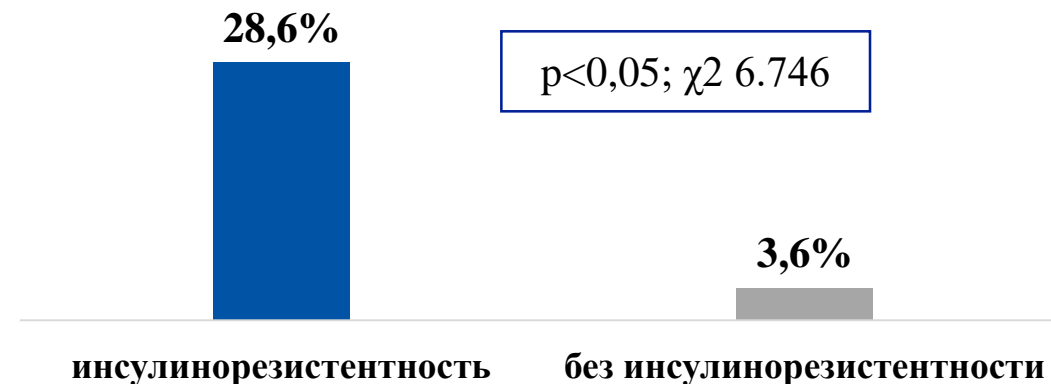 28,6%
p<0,05; χ2 6.746
3,6%
инсулинорезистентность
без инсулинорезистентности